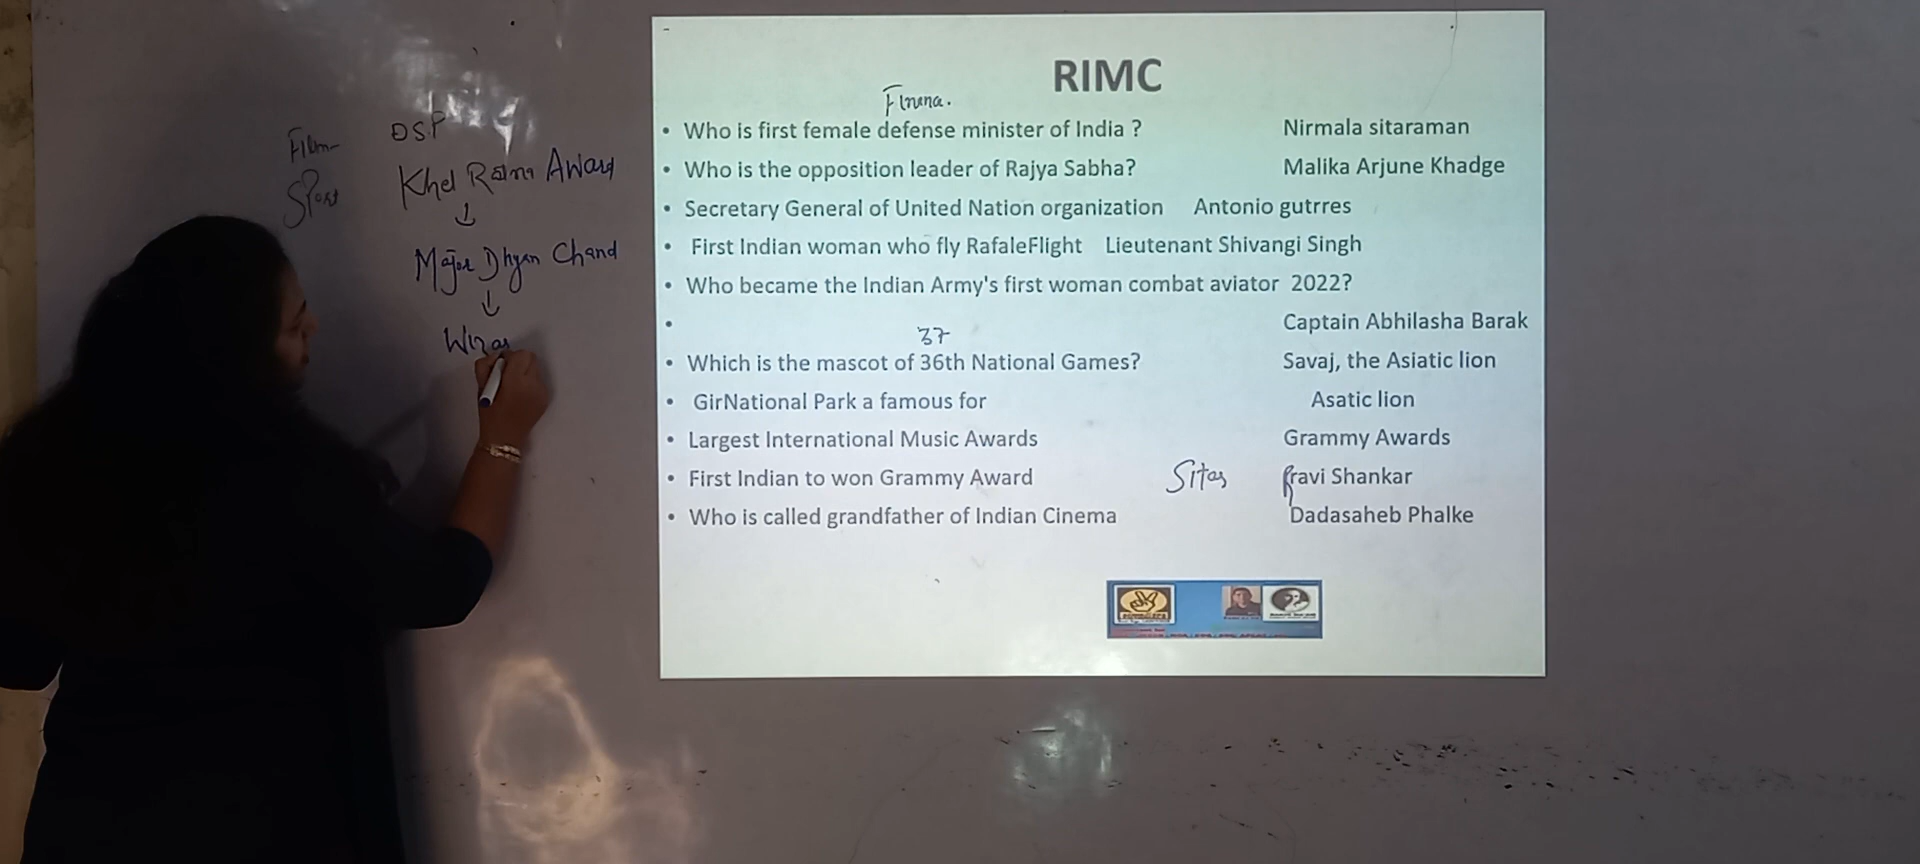 RIMC
Finana.
• Who is first female defense minister of India ? Nirmala sitaraman
• Who is the opposition leader of Rajya Sabha? Malika Arjune Khadge
• Secretary General of United Nation organization Antonio gutrres
• First Indian woman who fly RafaleFlight Lieutenant Shivangi Singh
• Who became the Indian Army's first woman combat aviator 2022?
• Captain Abhilasha Barak
37
• Which is the mascot of 36th National Games? Savaj, the Asiatic lion
• GirNational Park a famous for Asatic lion
• Largest International Music Awards Grammy Awards
• First Indian to won Grammy Award Sitar Pravi Shankar
• Who is called grandfather of Indian Cinema Dadasaheb Phalke
Film- DSP
Sport Khel Ratna Award
↓
Major Dhyan Chand
↓